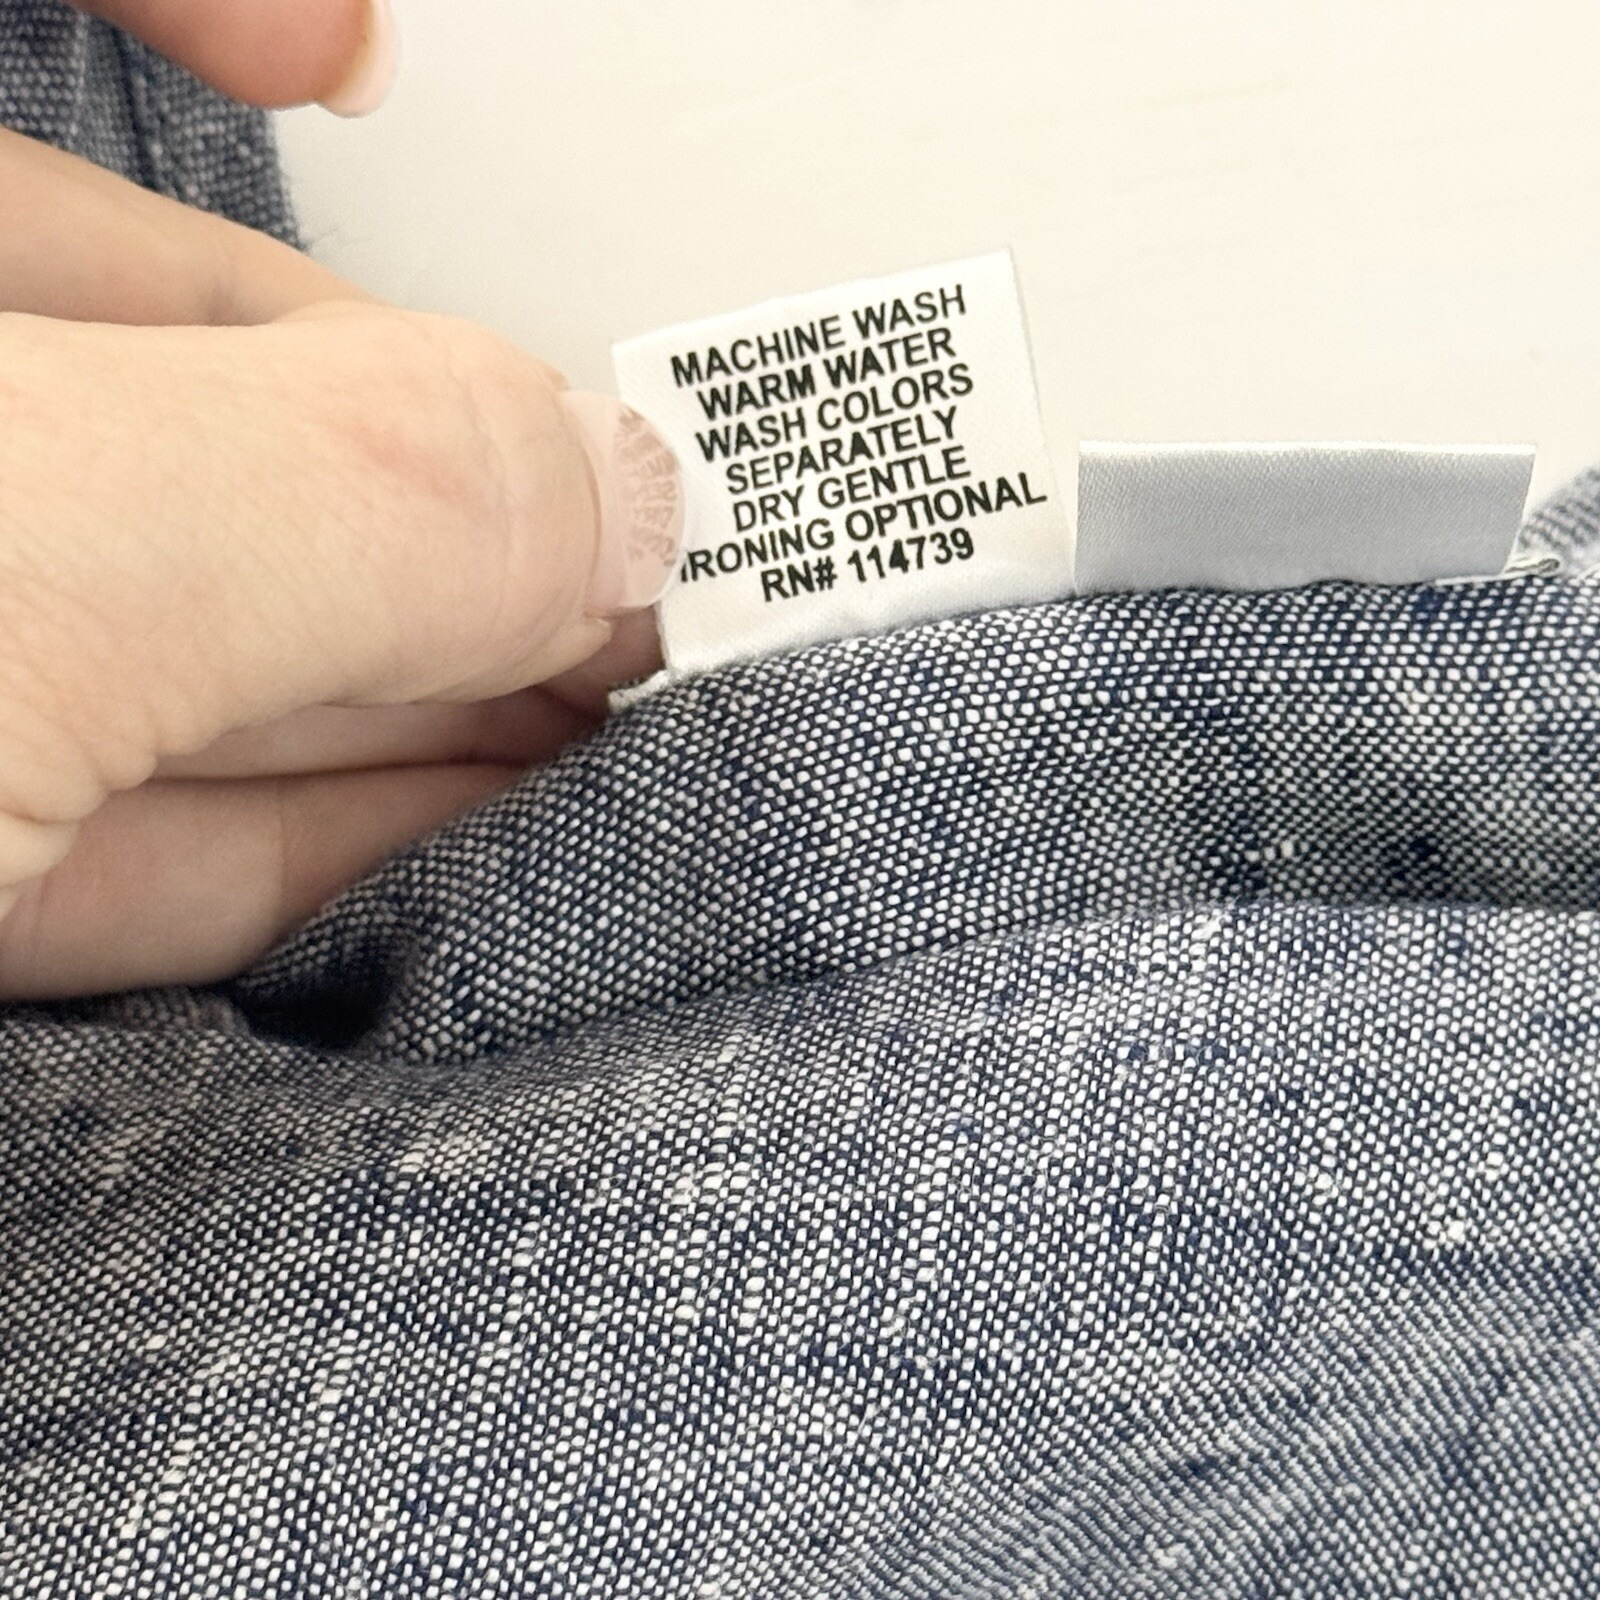 MACHINE WASH
WARM WATER
WASH COLORS
SEPARATELY
DRY GENTLE
IRONING OPTIONAL
RN# 114739